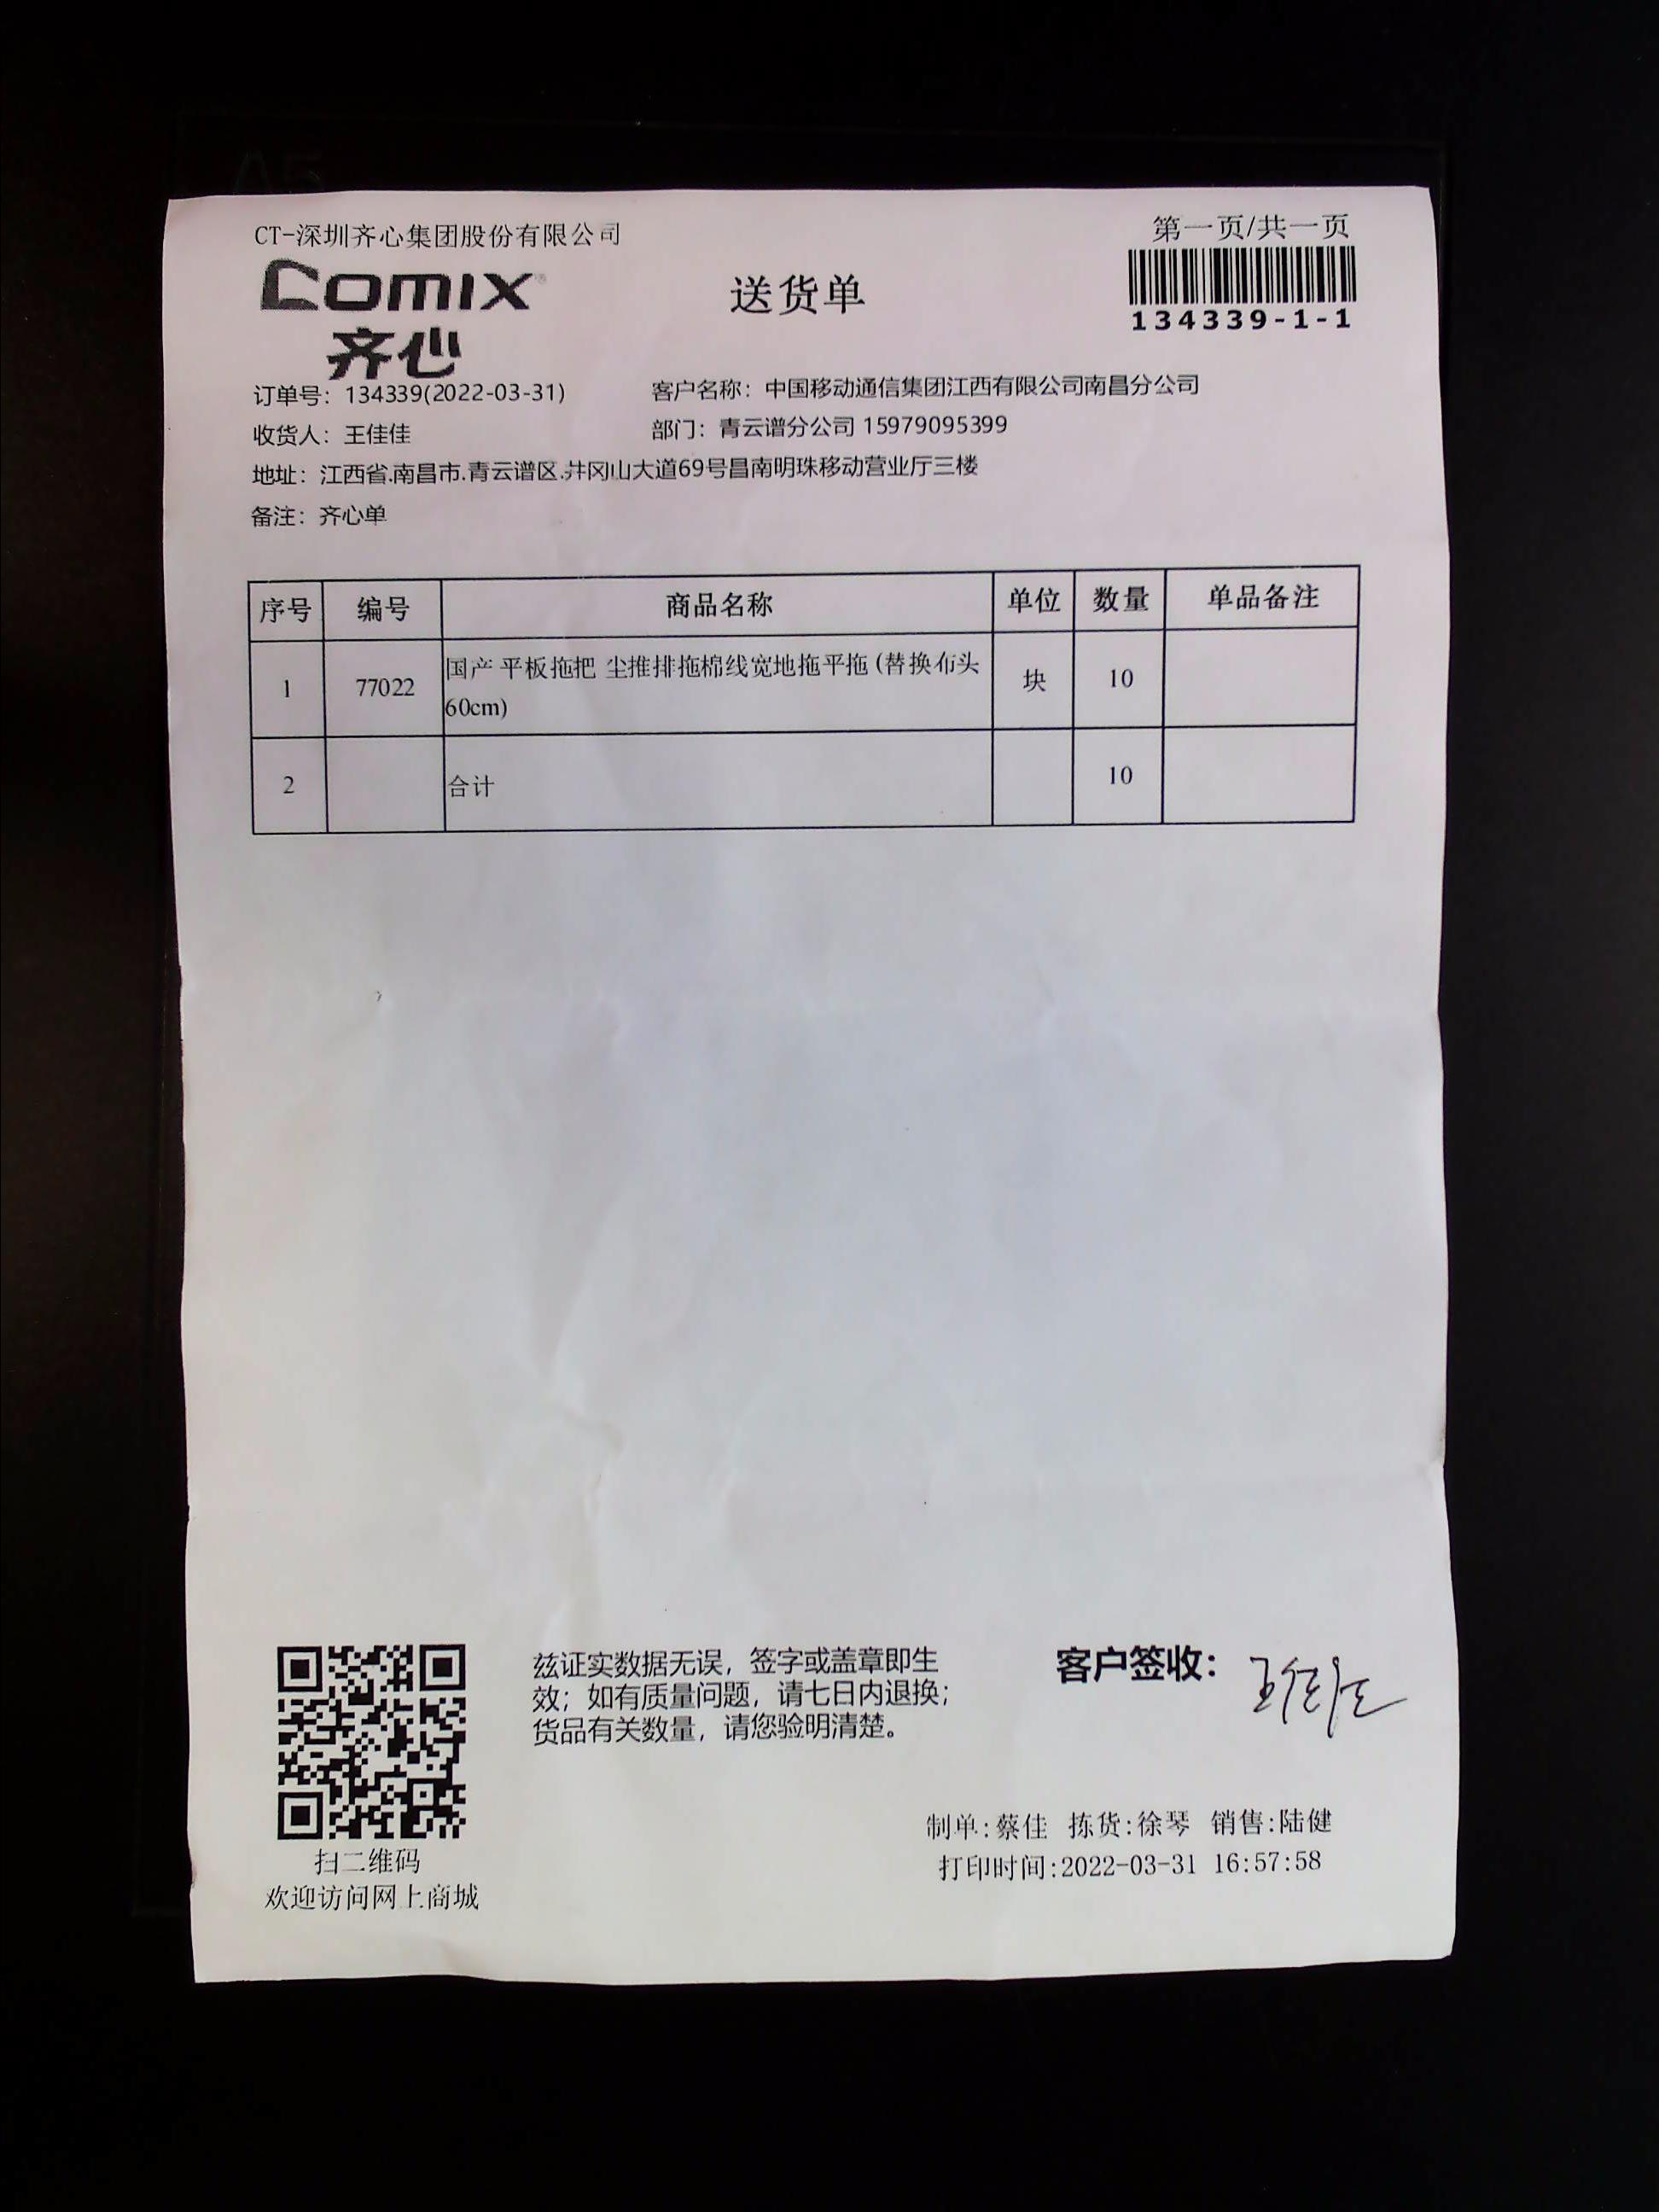 CT-深圳齐心集团股份有限公司
第一页/共一页
comix
齐心
送货单
134339-1-1
订单号：134339(2022-03-31)
客户名称：中国移动通信集团江西有限公司南昌分公司
收货人：王佳佳
部门：青云谱分公司 15979095399
地址：江西省.南昌市.青云谱区.井冈山大道69号昌南明珠移动营业厅三楼
备注：齐心单
序号 编号 商品名称 单位 数量 单品备注
1 77022 国产 平板拖把 尘推排拖棉线宽地拖平拖 (替换布头 块 10
60cm)
2 合计 10
兹证实数据无误，签字或盖章即生
效；如有质量问题，请七日内退换；
货品有关数量，请您验明清楚。
客户签收：王佳佳
扫二维码
欢迎访问网上商城
制单:蔡佳 拣货:徐琴 销售:陆健
打印时间:2022-03-31 16:57:58